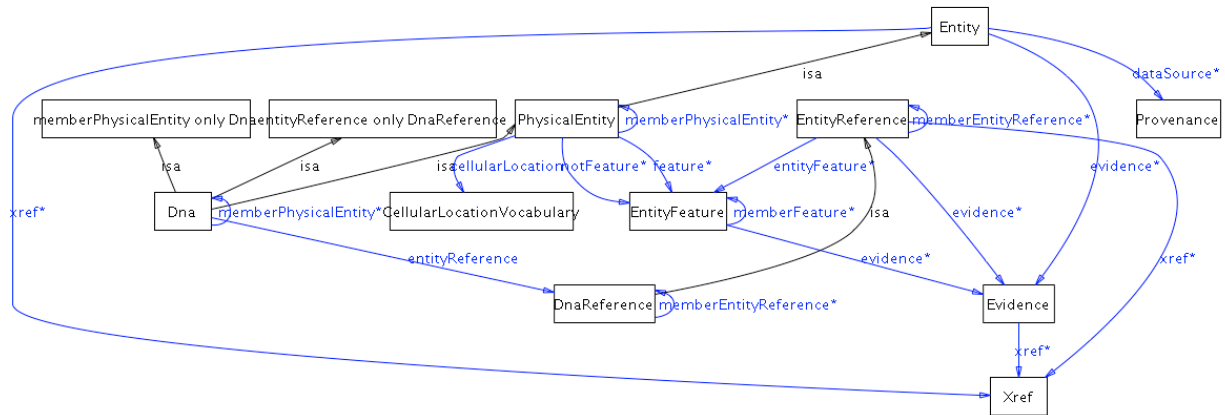 Entity
isa
dataSource*
memberPhysicalEntity only Dna
entityReference only DnaReference
PhysicalEntity
memberPhysicalEntity*
EntityReference
memberEntityReference*
Provenance
isa
isa
isa
cellularLocation
notFeature*
feature*
entityFeature*
evidence*
xref*
Dna
memberPhysicalEntity*
CellularLocationVocabulary
EntityFeature
memberFeature*
isa
evidence*
entityReference
evidence*
xref*
DnaReference
memberEntityReference*
Evidence
xref*
Xref